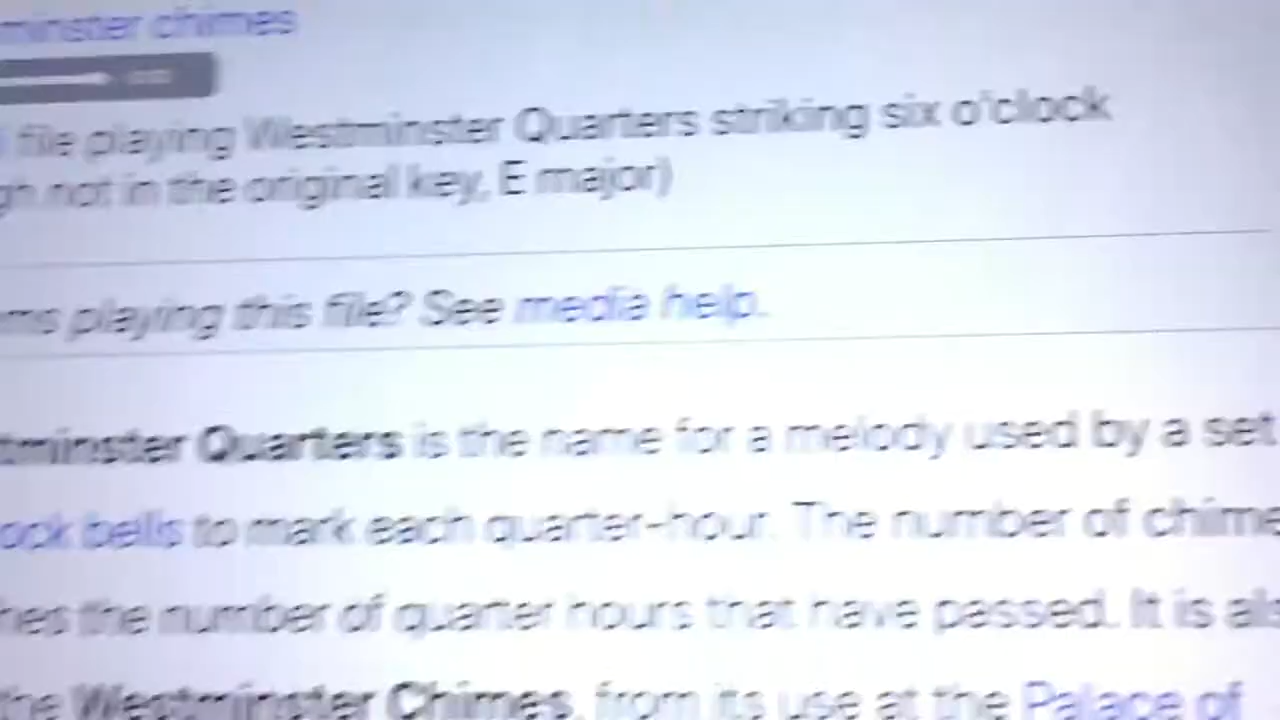 minster chimes
file playing Westminster Quarters striking six o'clock
gh not in the original key, E major)
ms playing this file? See media help.
tminster Quarters is the name for a melody used by a set
ock bells to mark each quarter-hour. The number of chime
hes the number of quarter hours that have passed. It is als
the Westminster Chimes, from its use at the Palace of